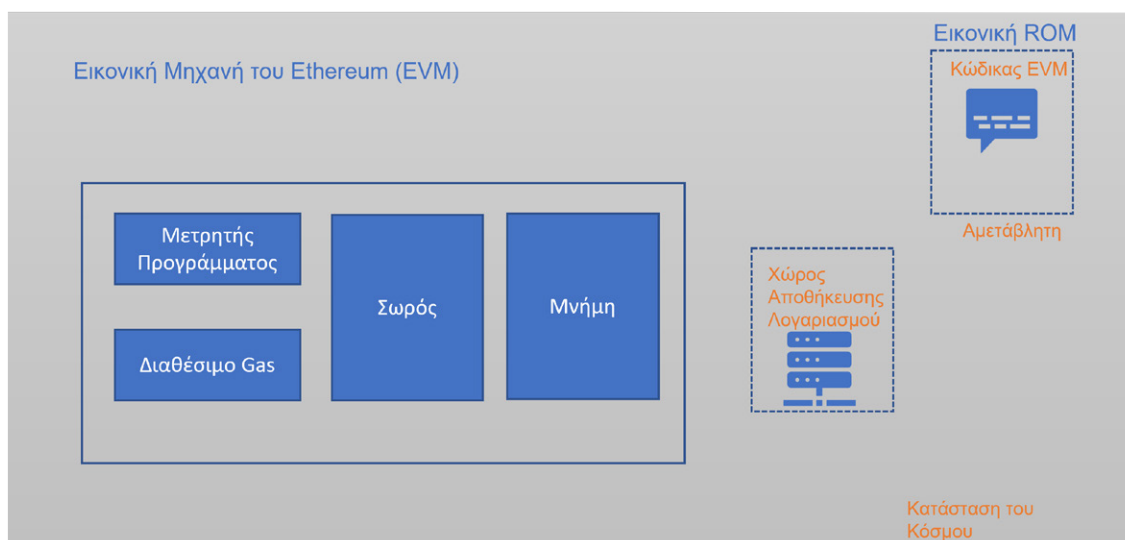 Εικονική ROM
Εικονική Μηχανή του Ethereum (EVM)
Κώδικας EVM
Μετρητής
Προγράμματος
Σωρός
Μνήμη
Διαθέσιμο Gas
Αμετάβλητη
Χώρος
Αποθήκευσης
Λογαριασμού
Κατάσταση του
Κόσμου